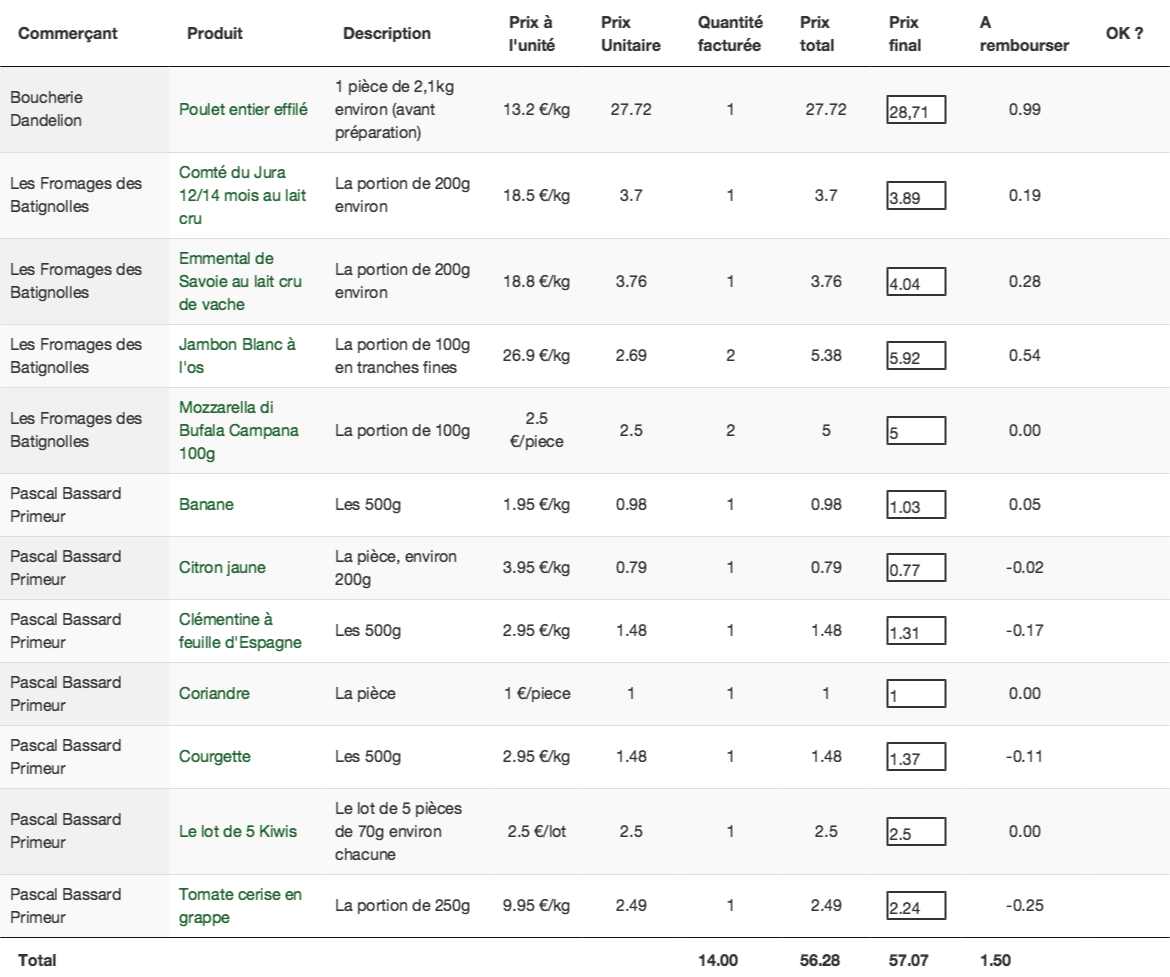 Commerçant Produit Description Prix à l'unité Prix Unitaire Quantité facturée Prix total Prix final A rembourser OK ?
Boucherie Dandelion Poulet entier effilé 1 pièce de 2,1kg environ (avant préparation) 13.2 €/kg 27.72 1 27.72 28,71 0.99
Les Fromages des Batignolles Comté du Jura 12/14 mois au lait cru La portion de 200g environ 18.5 €/kg 3.7 1 3.7 3.89 0.19
Les Fromages des Batignolles Emmental de Savoie au lait cru de vache La portion de 200g environ 18.8 €/kg 3.76 1 3.76 4.04 0.28
Les Fromages des Batignolles Jambon Blanc à l'os La portion de 100g en tranches fines 26.9 €/kg 2.69 2 5.38 5.92 0.54
Les Fromages des Batignolles Mozzarella di Bufala Campana 100g La portion de 100g 2.5 €/piece 2.5 2 5 5 0.00
Pascal Bassard Primeur Banane Les 500g 1.95 €/kg 0.98 1 0.98 1.03 0.05
Pascal Bassard Primeur Citron jaune La pièce, environ 200g 3.95 €/kg 0.79 1 0.79 0.77 -0.02
Pascal Bassard Primeur Clémentine à feuille d'Espagne Les 500g 2.95 €/kg 1.48 1 1.48 1.31 -0.17
Pascal Bassard Primeur Coriandre La pièce 1 €/piece 1 1 1 1 0.00
Pascal Bassard Primeur Courgette Les 500g 2.95 €/kg 1.48 1 1.48 1.37 -0.11
Pascal Bassard Primeur Le lot de 5 Kiwis Le lot de 5 pièces de 70g environ chacune 2.5 €/lot 2.5 1 2.5 2.5 0.00
Pascal Bassard Primeur Tomate cerise en grappe La portion de 250g 9.95 €/kg 2.49 1 2.49 2.24 -0.25
Total 14.00 56.28 57.07 1.50